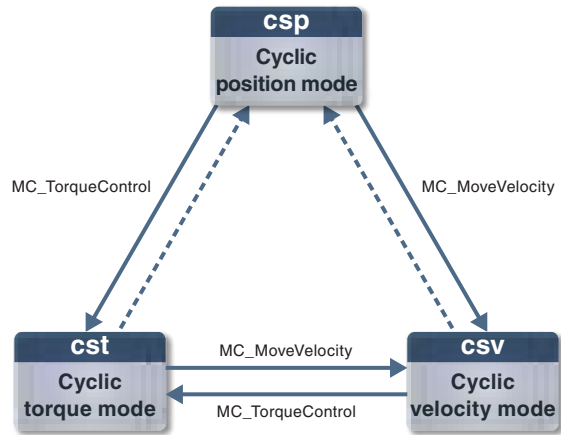 csp
Cyclic
position mode
MC_TorqueControl
MC_MoveVelocity
cst
Cyclic
torque mode
MC_MoveVelocity
MC_TorqueControl
csv
Cyclic
velocity mode